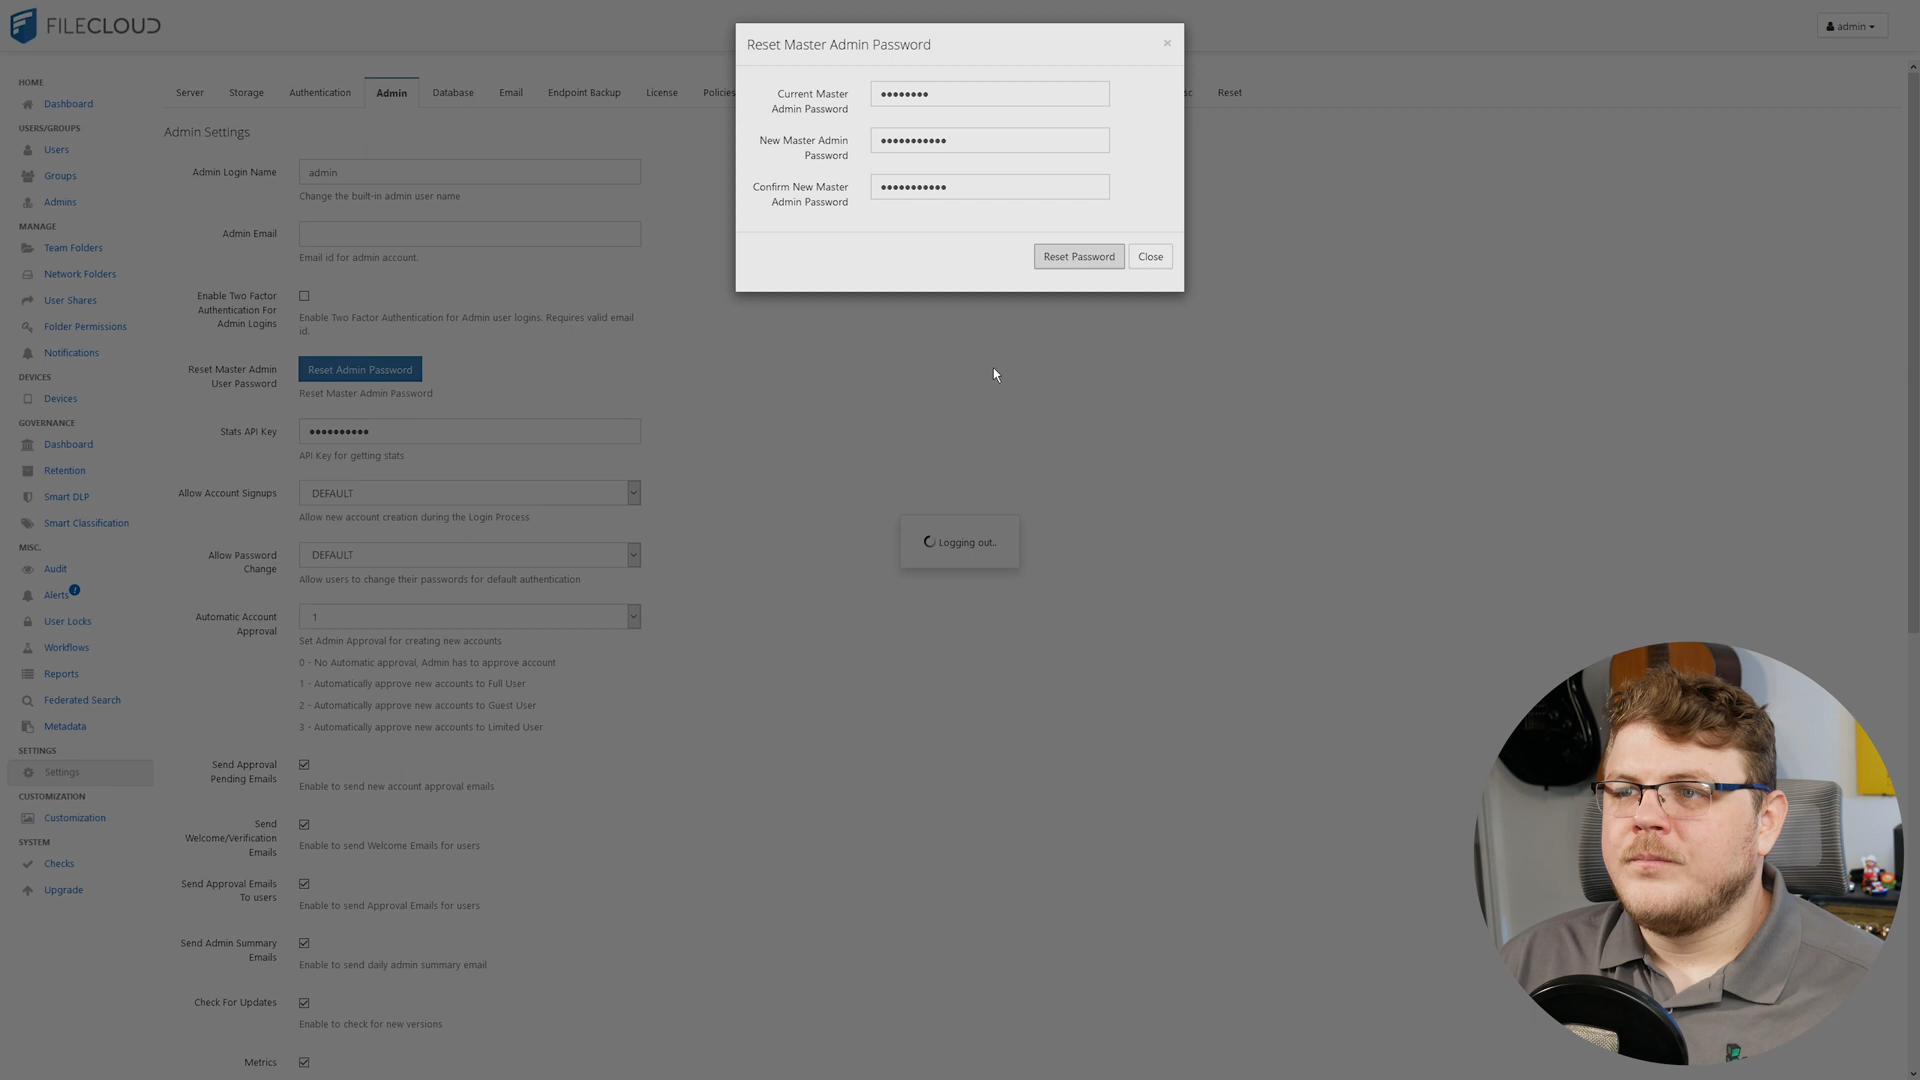 FILECLOUD
admin
HOME
Dashboard
USERS/GROUPS
Users
Groups
Admins
MANAGE
Team Folders
Network Folders
User Shares
Folder Permissions
Notifications
DEVICES
Devices
GOVERNANCE
Dashboard
Retention
Smart DLP
Smart Classification
MISC.
Audit
Alerts
User Locks
Workflows
Reports
Federated Search
Metadata
SETTINGS
Settings
CUSTOMIZATION
Customization
SYSTEM
Checks
Upgrade
Server Storage Authentication Admin Database Email Endpoint Backup License Policies Reset
Admin Settings
Admin Login Name
admin
Change the built-in admin user name
Admin Email
Email id for admin account.
Enable Two Factor
Authentication For
Admin Logins
Enable Two Factor Authentication for Admin user logins. Requires valid email
id.
Reset Master Admin
User Password
Reset Admin Password
Reset Master Admin Password
Stats API Key
••••••••••
API Key for getting stats
Allow Account Signups
DEFAULT
Allow new account creation during the Login Process
Allow Password
Change
DEFAULT
Allow users to change their passwords for default authentication
Automatic Account
Approval
1
Set Admin Approval for creating new accounts
0 - No Automatic approval, Admin has to approve account
1 - Automatically approve new accounts to Full User
2 - Automatically approve new accounts to Guest User
3 - Automatically approve new accounts to Limited User
Send Approval
Pending Emails
Enable to send new account approval emails
Send
Welcome/Verification
Emails
Enable to send Welcome Emails for users
Send Approval Emails
To users
Enable to send Approval Emails for users
Send Admin Summary
Emails
Enable to send daily admin summary email
Check For Updates
Enable to check for new versions
Metrics
Reset Master Admin Password
×
Current Master
Admin Password
••••••••
New Master Admin
Password
•••••••••••
Confirm New Master
Admin Password
•••••••••••
Reset Password
Close
Logging out..